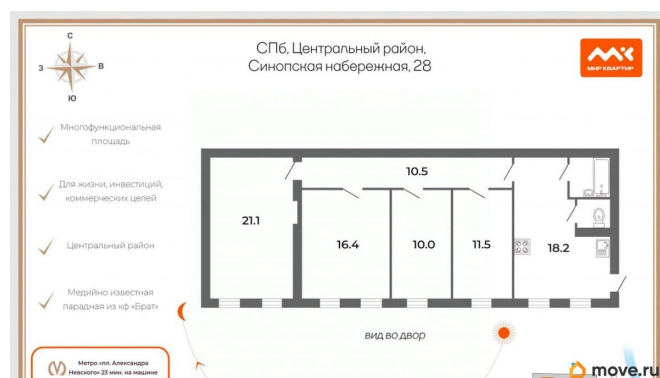 С
З
В
Ю
СПб, Центральный район,
Синопская набережная, 28
МИР КВАРТИР
Многофункциональная
площадь
Для жизни, инвестиций,
коммерческих целей
Центральный район
Медийно известная
парадная из кф «Брат»
10.5
21.1
16.4
10.0
11.5
18.2
ВИД ВО ДВОР
Метро «пл. Александра
Невского» 23 мин. на машине
move.ru